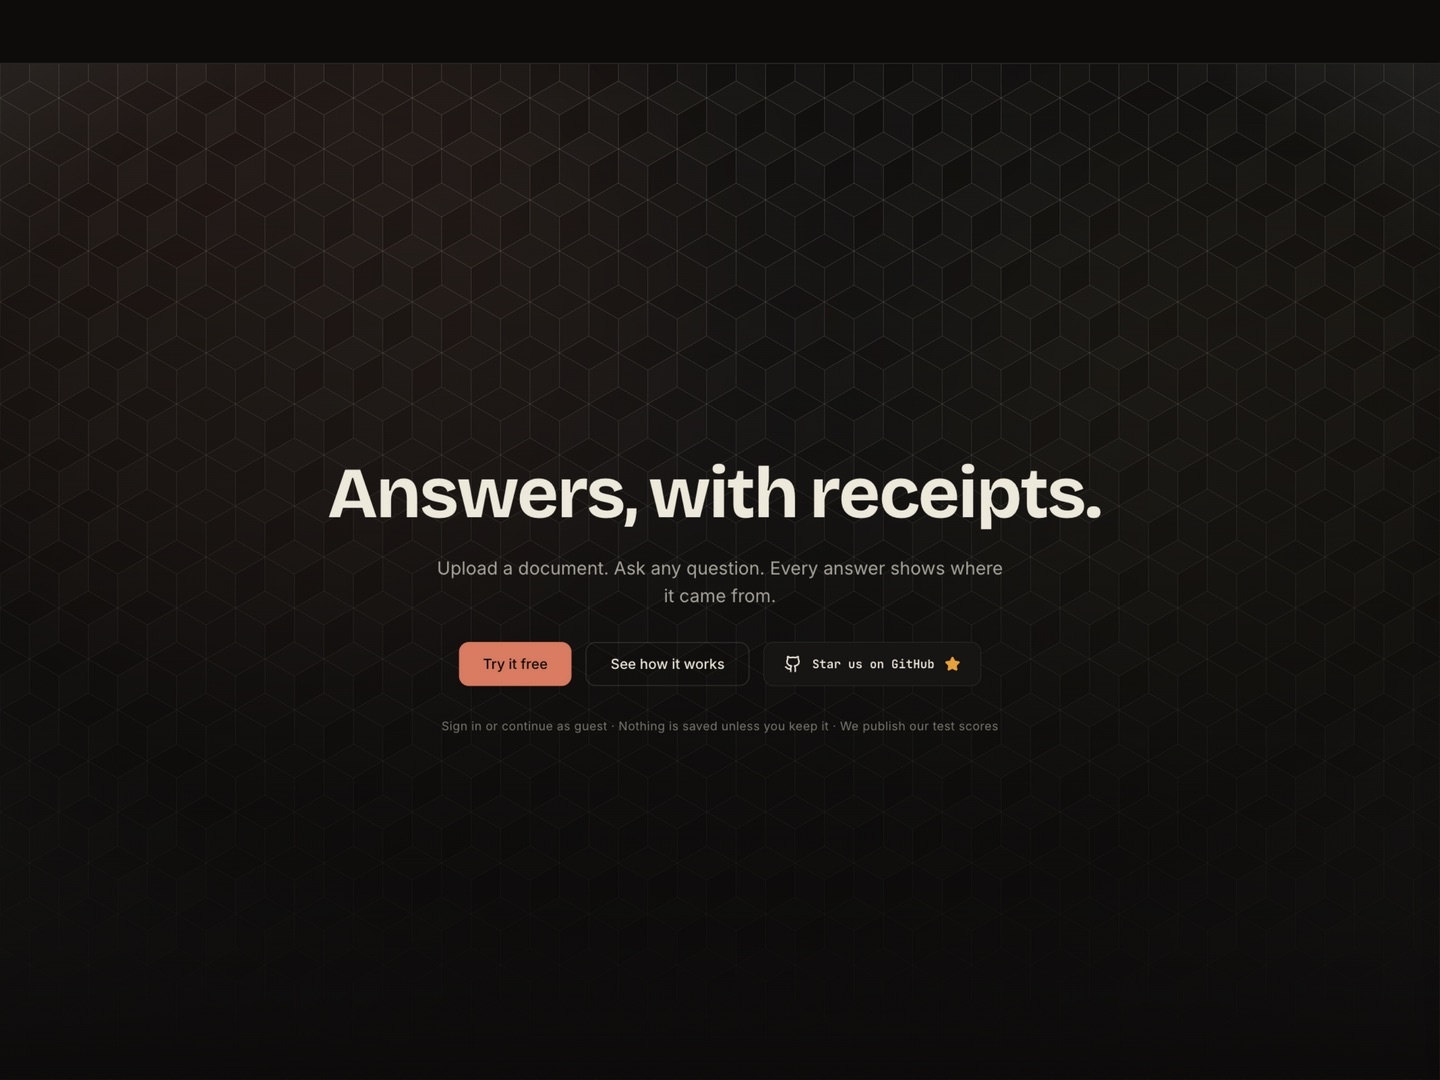 Answers, with receipts.
Upload a document. Ask any question. Every answer shows where
it came from.
Try it free
See how it works
Star us on GitHub
Sign in or continue as guest · Nothing is saved unless you keep it · We publish our test scores